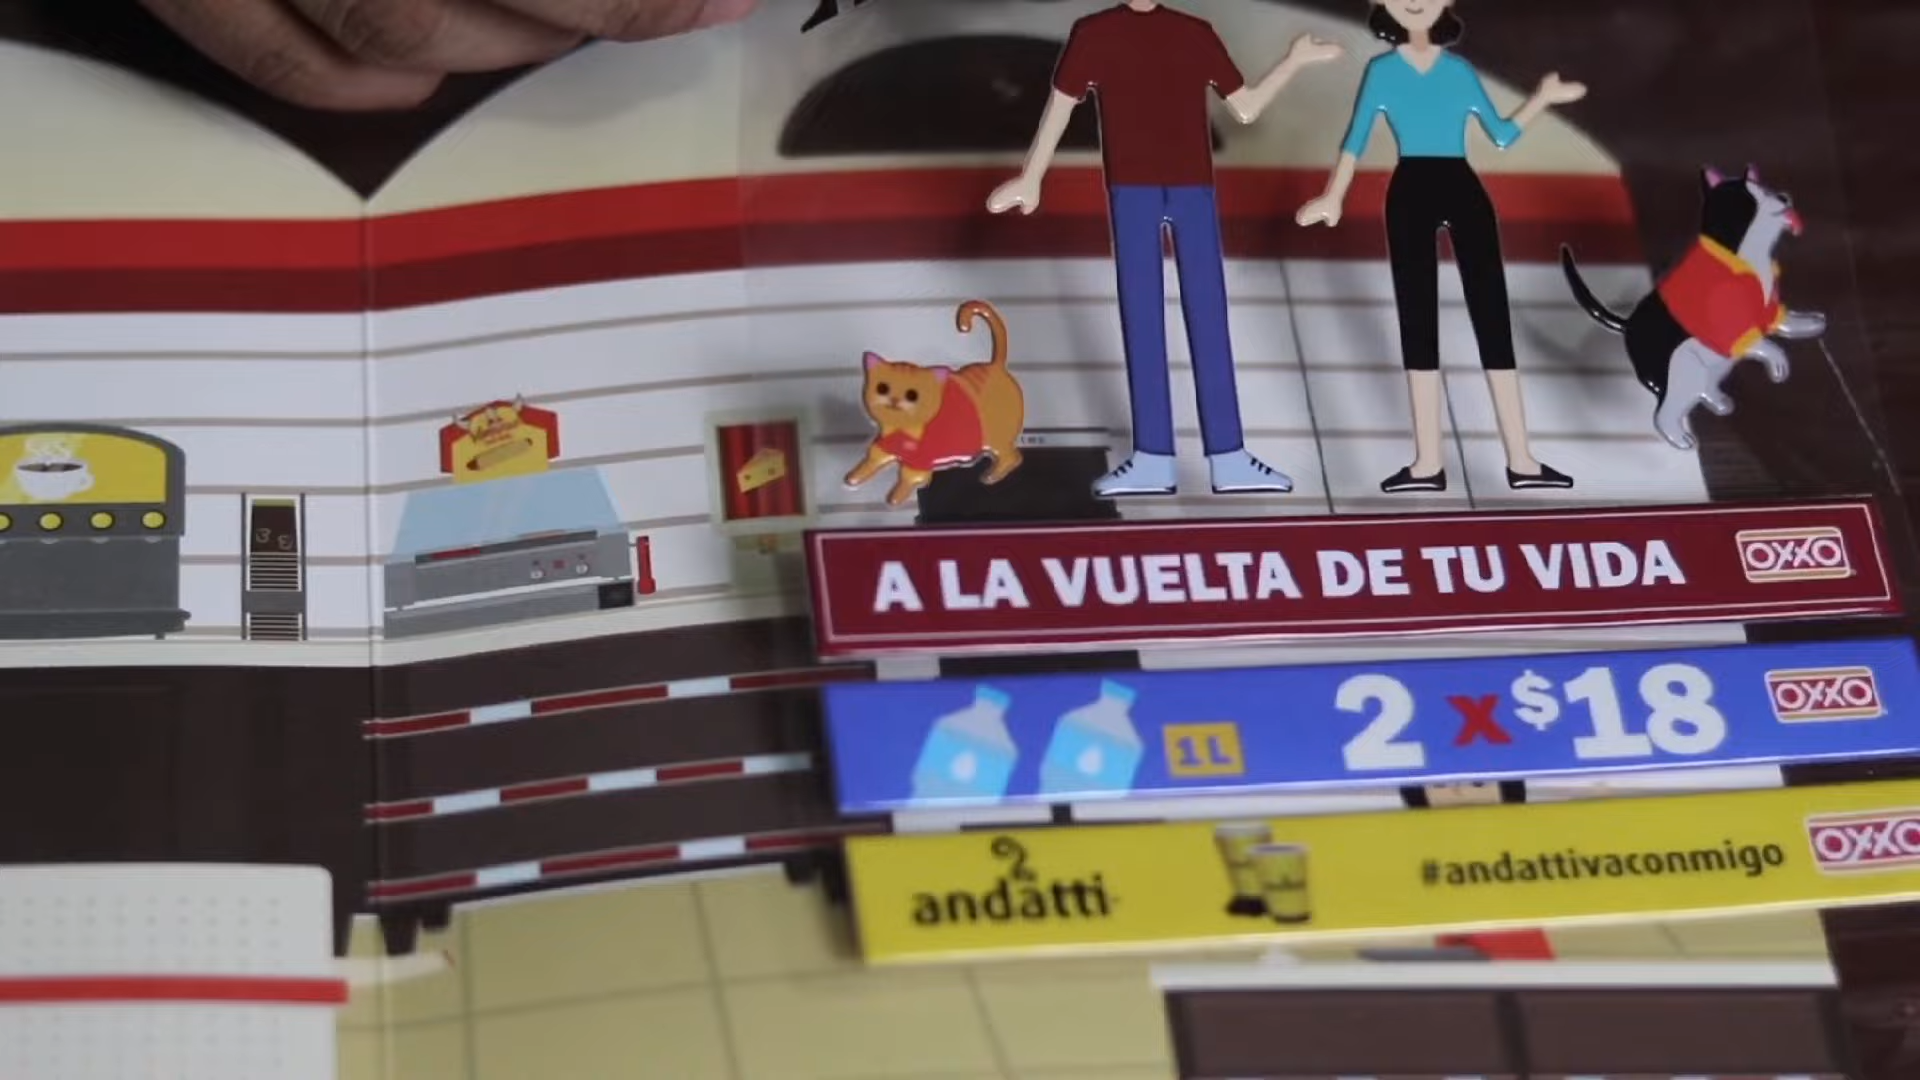 A LA VUELTA DE TU VIDA OXXO
1L 2 x $18 OXXO
andatti #andattivaconmigo OXXO